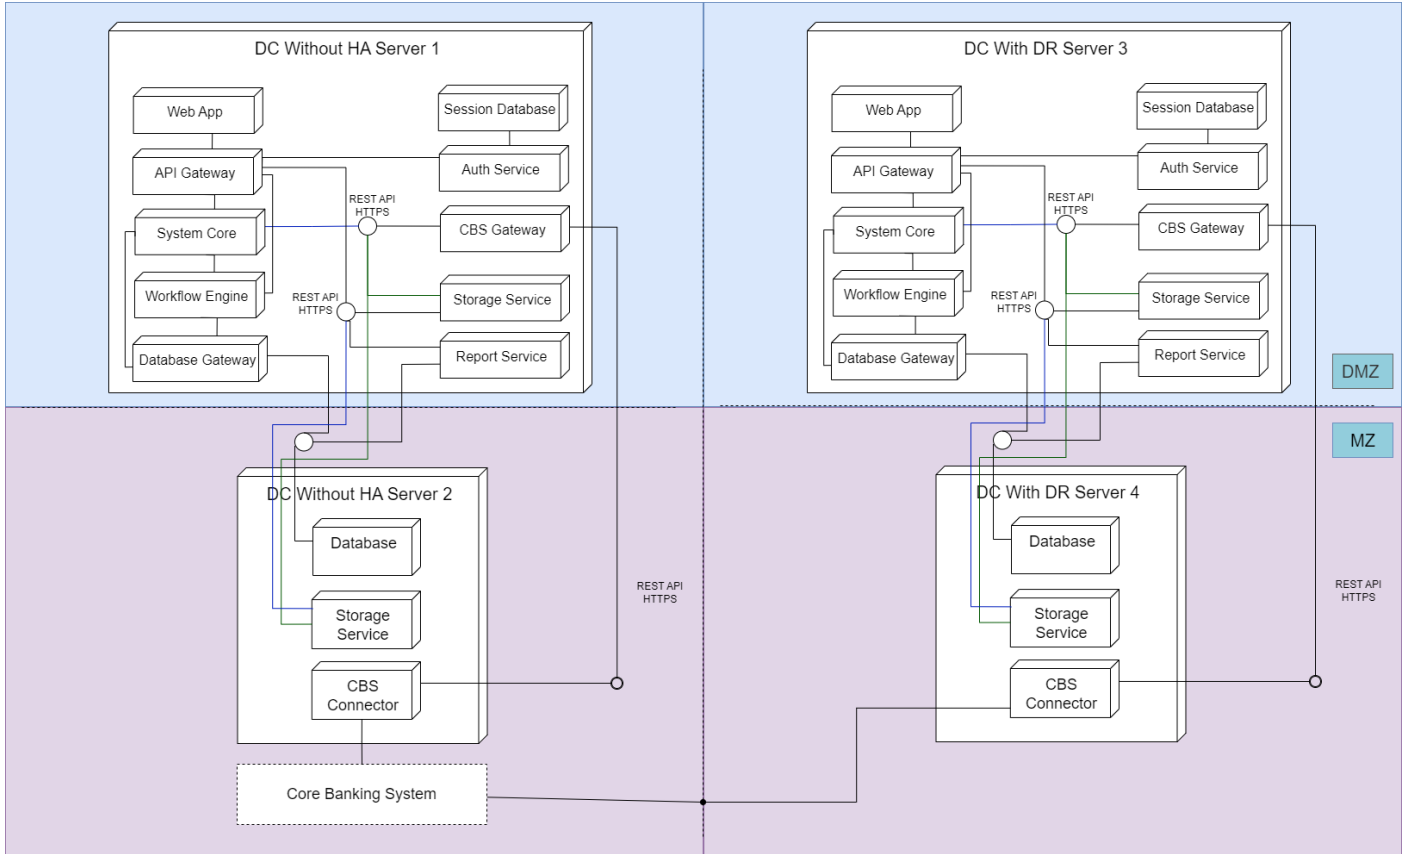 DC Without HA Server 1
Web App
Session Database
API Gateway
Auth Service
REST API
HTTPS
System Core
CBS Gateway
Workflow Engine
REST API
HTTPS
Storage Service
Database Gateway
Report Service
DC With DR Server 3
Web App
Session Database
API Gateway
Auth Service
REST API
HTTPS
System Core
CBS Gateway
Workflow Engine
REST API
HTTPS
Storage Service
Database Gateway
Report Service
DMZ
MZ
DC Without HA Server 2
Database
Storage
Service
CBS
Connector
REST API
HTTPS
Core Banking System
DC With DR Server 4
Database
Storage
Service
CBS
Connector
REST API
HTTPS